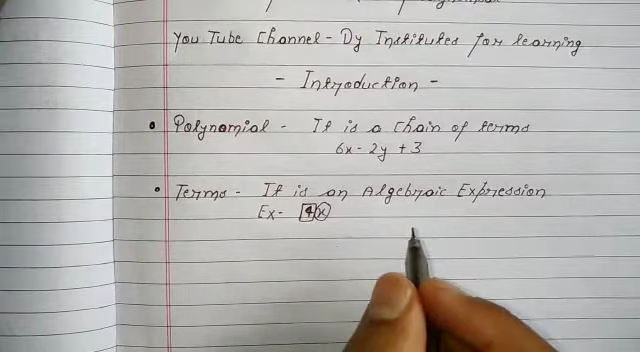 You Tube Channel - Dy Institutes for learning
- Introduction -
• Polynomial - It is a Chain of terms
6x - 2y + 3
• Terms - It is an Algebraic Expression
Ex - 4x